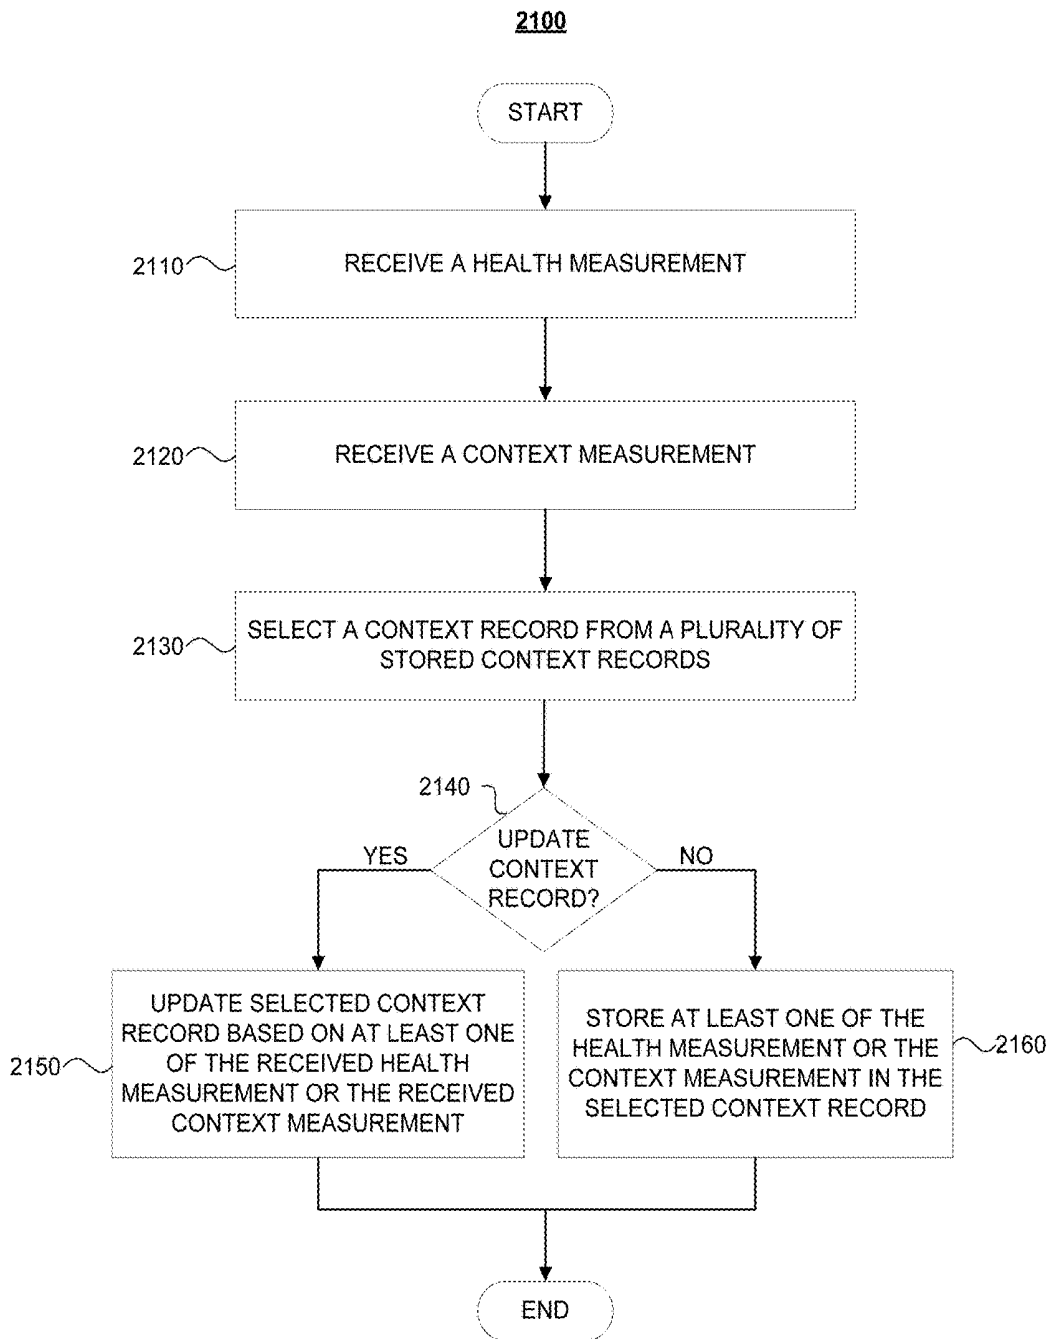 2100
START
2110
RECEIVE A HEALTH MEASUREMENT
2120
RECEIVE A CONTEXT MEASUREMENT
2130
SELECT A CONTEXT RECORD FROM A PLURALITY OF
STORED CONTEXT RECORDS
2140
UPDATE
CONTEXT
RECORD?
YES
NO
2150
UPDATE SELECTED CONTEXT
RECORD BASED ON AT LEAST ONE
OF THE RECEIVED HEALTH
MEASUREMENT OR THE RECEIVED
CONTEXT MEASUREMENT
STORE AT LEAST ONE OF THE
HEALTH MEASUREMENT OR THE
CONTEXT MEASUREMENT IN THE
SELECTED CONTEXT RECORD
2160
END